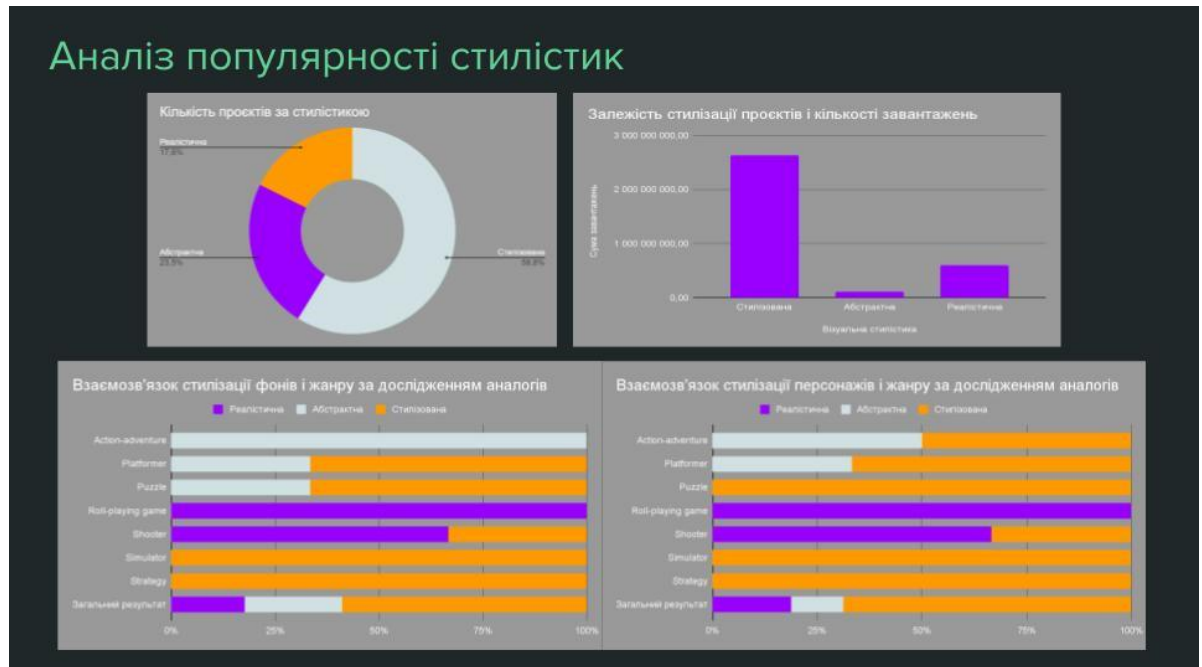 Аналіз популярності стилістик
Кількість проєктів за стилістикою
Реалістична
17,6%
Абстрактна
23,5%
Стилізована
58,8%
Залежність стилізації проєктів і кількості завантажень
3 000 000 000,00
2 000 000 000,00
1 000 000 000,00
0,00
Сума завантажень
Стилізована Абстрактна Реалістична
Візуальна стилістика
Взаємозв'язок стилізації фонів і жанру за дослідженням аналогів
Реалістична Абстрактна Стилізована
Action-adventure
Platformer
Puzzle
Roll-playing game
Shooter
Simulator
Strategy
Загальний результат
0% 25% 50% 75% 100%
Взаємозв'язок стилізації персонажів і жанру за дослідженням аналогів
Реалістична Абстрактна Стилізована
Action-adventure
Platformer
Puzzle
Roll-playing game
Shooter
Simulator
Strategy
Загальний результат
0% 25% 50% 75% 100%